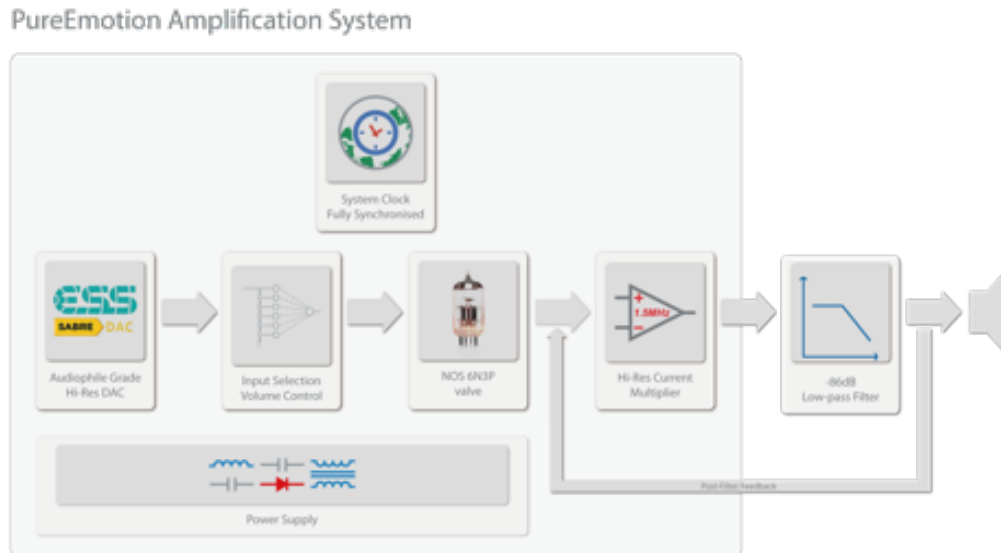 PureEmotion Amplification System
System Clock
Fully Synchronised
ESS
SABRE DAC
Audiophile Grade
Hi-Res DAC
Input Selection
Volume Control
NOS 6N3P
valve
1.5MHz
Hi-Res Current
Multiplier
-86dB
Low-pass Filter
Post-Filter Feedback
Power Supply